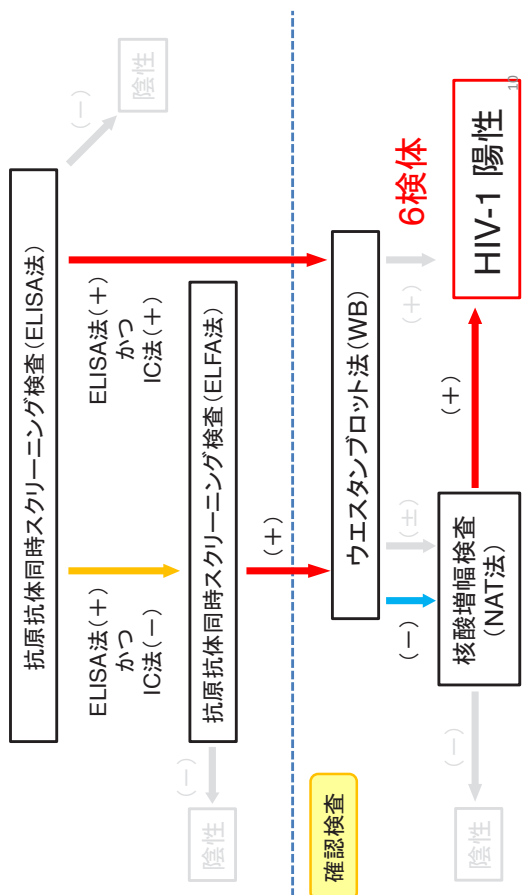 抗原抗体同時スクリーニング検査(ELISA法)
(－)
陰性
ELISA法(＋)
かつ
IC法(－)
ELISA法(＋)
かつ
IC法(＋)
抗原抗体同時スクリーニング検査(ELFA法)
(－)
陰性
(＋)
確認検査
ウエスタンブロット法(WB)
(－)
(±)
(＋)
6検体
核酸増幅検査
(NAT法)
(－)
陰性
(＋)
HIV-1 陽性
10